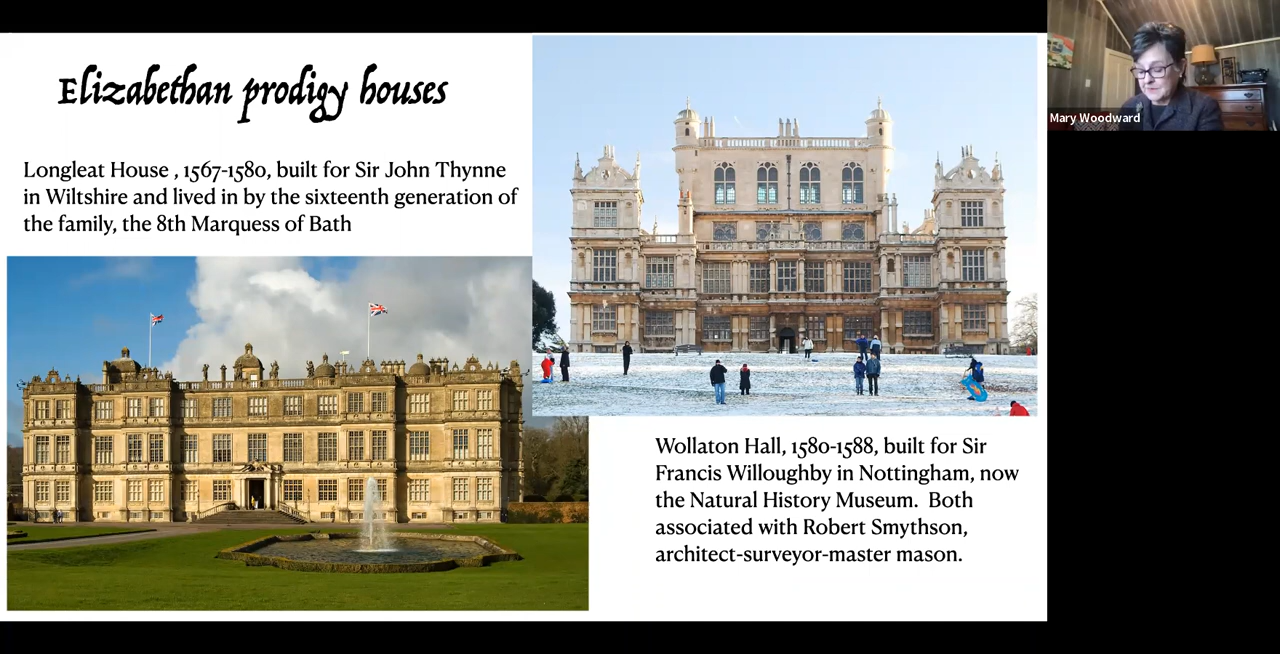 Elizabethan prodigy houses
Longleat House , 1567-1580, built for Sir John Thynne
in Wiltshire and lived in by the sixteenth generation of
the family, the 8th Marquess of Bath
Wollaton Hall, 1580-1588, built for Sir
Francis Willoughby in Nottingham, now
the Natural History Museum.  Both
associated with Robert Smythson,
architect-surveyor-master mason.
Mary Woodward